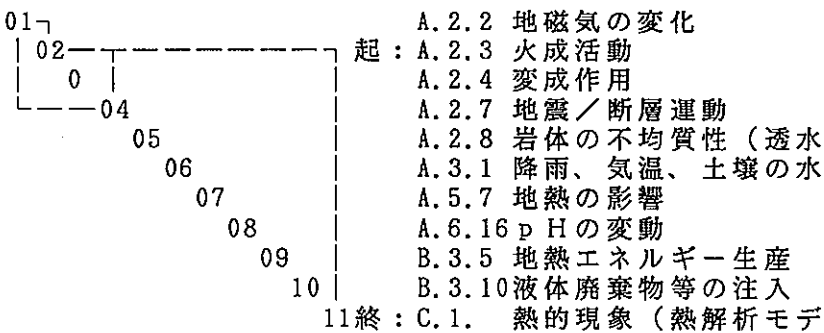 01 A.2.2 地磁気の変化
02 起：A.2.3 火成活動
0 A.2.4 変成作用
04 A.2.7 地震／断層運動
05 A.2.8 岩体の不均質性（透水
06 A.3.1 降雨、気温、土壌の水
07 A.5.7 地熱の影響
08 A.6.16 ｐＨの変動
09 B.3.5 地熱エネルギー生産
10 B.3.10 液体廃棄物等の注入
11終：C.1. 熱的現象（熱解析モデ